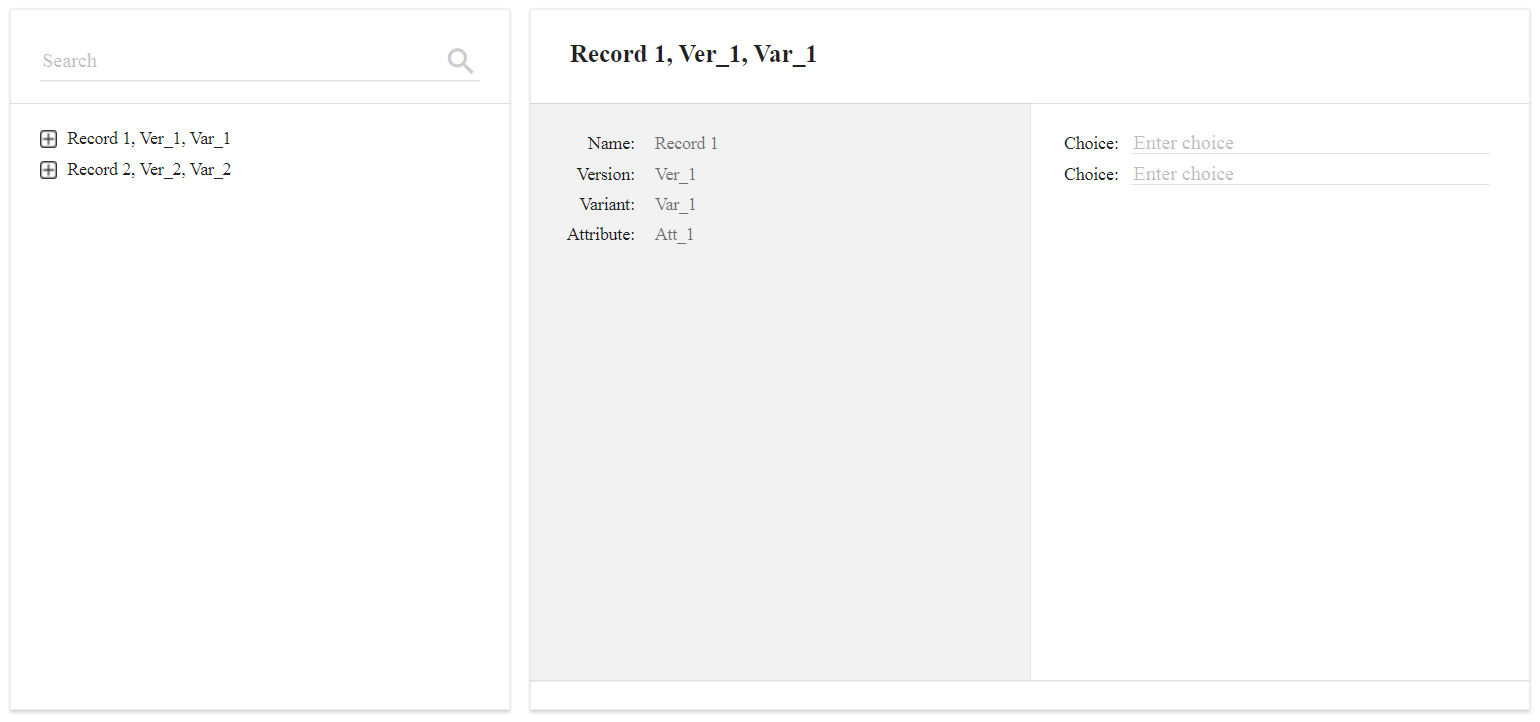 Search
Record 1, Ver_1, Var_1
Record 2, Ver_2, Var_2
Record 1, Ver_1, Var_1
Name: Record 1
Version: Ver_1
Variant: Var_1
Attribute: Att_1
Choice: Enter choice
Choice: Enter choice